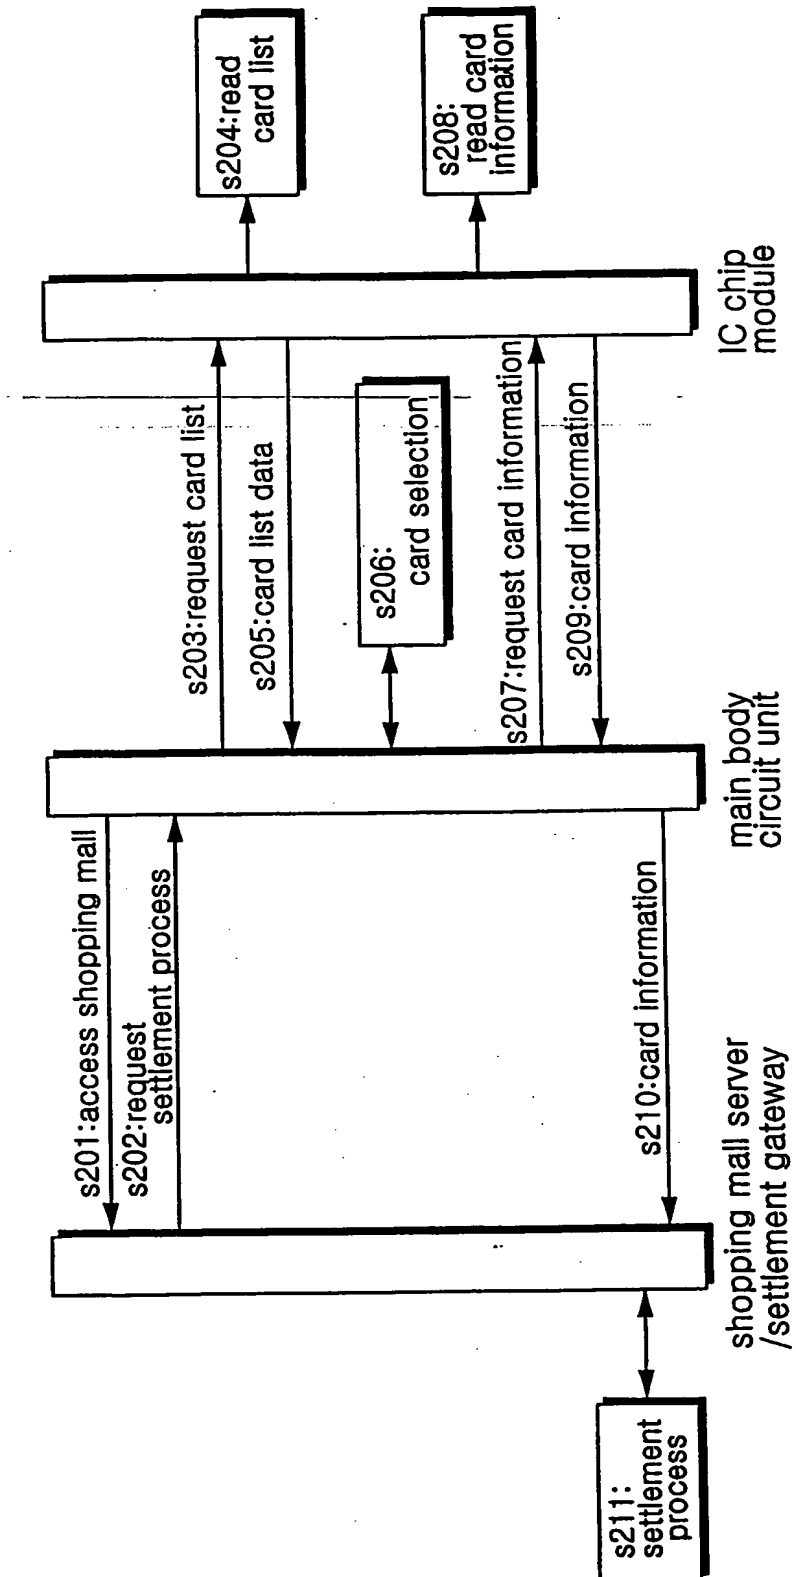 s201:access shopping mall
s202:request
settlement process
s203:request card list
s204:read
card list
s205:card list data
s206:
card selection
s207:request card information
s208:
read card
information
s209:card information
s210:card information
s211:
settlement
process
shopping mall server
/settlement gateway
main body
circuit unit
IC chip
module